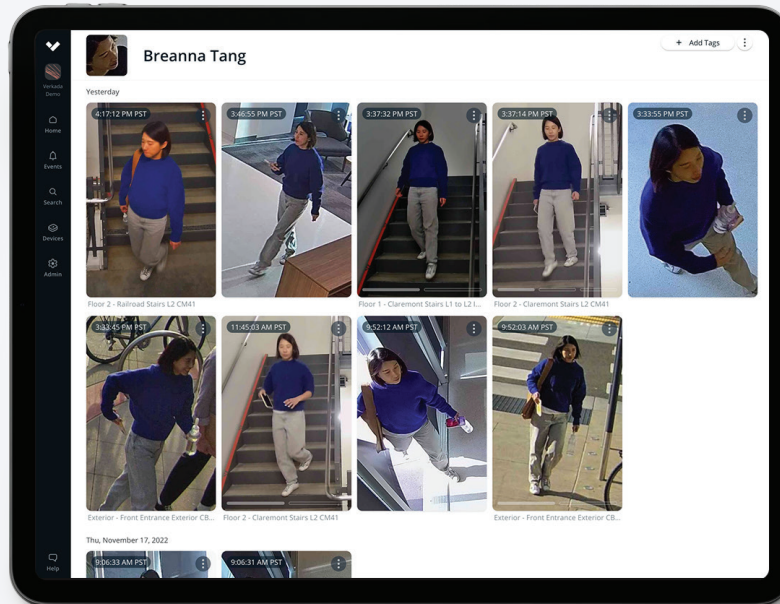 Breanna Tang
+ Add Tags
Verkada
Demo
Home
Events
Search
Devices
Admin
Help
Yesterday
4:17:12 PM PST
3:46:55 PM PST
3:37:32 PM PST
3:37:14 PM PST
3:33:55 PM PST
Floor 2 - Railroad Stairs L2 CM41
Floor 1 - Claremont Stairs L1 to L2 I...
Floor 2 - Claremont Stairs L2 CM41
3:33:45 PM PST
11:45:03 AM PST
9:52:12 AM PST
9:52:03 AM PST
Exterior - Front Entrance Exterior CB...
Floor 2 - Claremont Stairs L2 CM41
Exterior - Front Entrance Exterior CB...
Thu, November 17, 2022
9:06:33 AM PST
9:06:31 AM PST